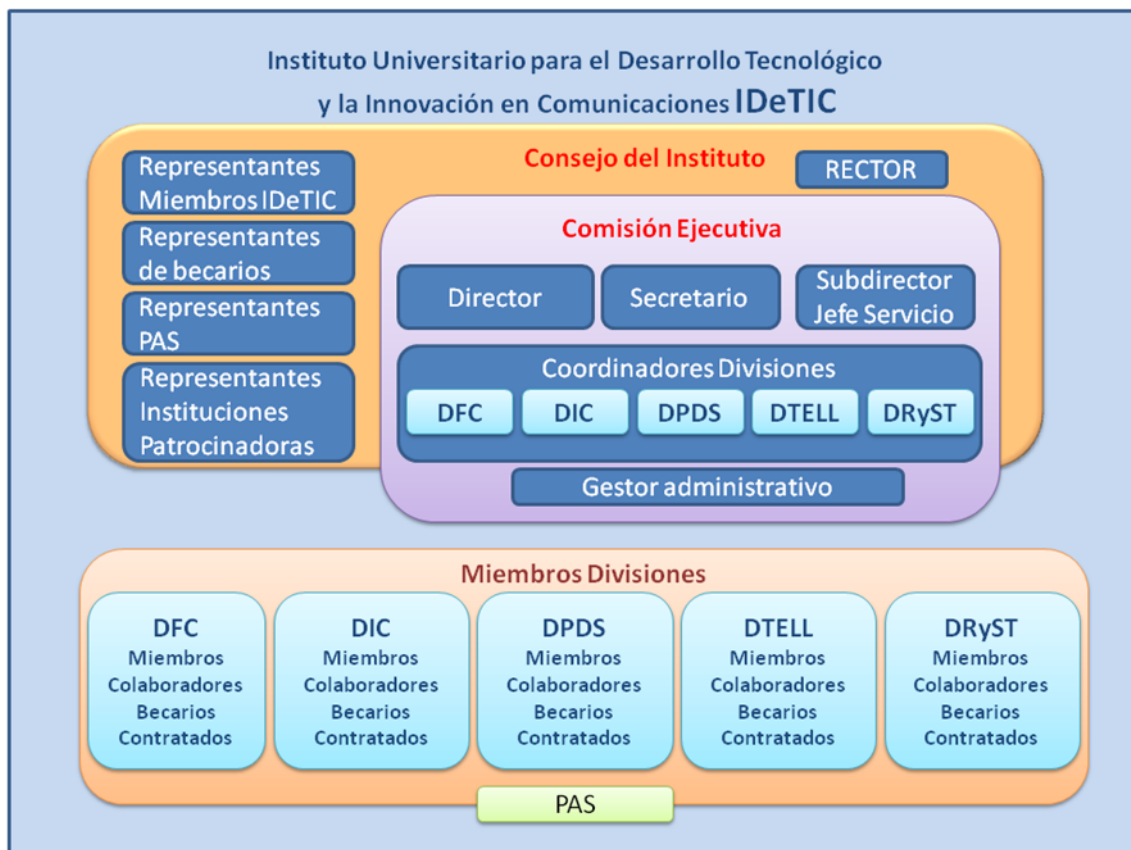 Instituto Universitario para el Desarrollo Tecnológico
y la Innovación en Comunicaciones IDeTIC
Consejo del Instituto
RECTOR
Representantes
Miembros IDeTIC
Representantes
de becarios
Representantes
PAS
Representantes
Instituciones
Patrocinadoras
Comisión Ejecutiva
Director
Secretario
Subdirector
Jefe Servicio
Coordinadores Divisiones
DFC
DIC
DPDS
DTELL
DRyST
Gestor administrativo
Miembros Divisiones
DFC
Miembros
Colaboradores
Becarios
Contratados
DIC
Miembros
Colaboradores
Becarios
Contratados
DPDS
Miembros
Colaboradores
Becarios
Contratados
DTELL
Miembros
Colaboradores
Becarios
Contratados
DRyST
Miembros
Colaboradores
Becarios
Contratados
PAS